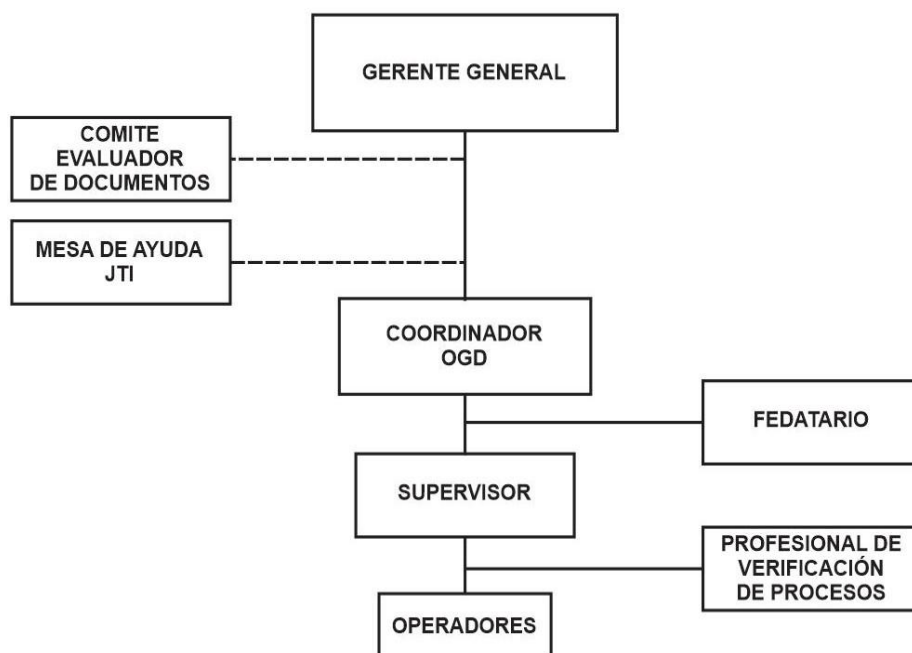 GERENTE GENERAL
COMITE
EVALUADOR
DE DOCUMENTOS
MESA DE AYUDA
JTI
COORDINADOR
OGD
FEDATARIO
SUPERVISOR
PROFESIONAL DE
VERIFICACIÓN
DE PROCESOS
OPERADORES